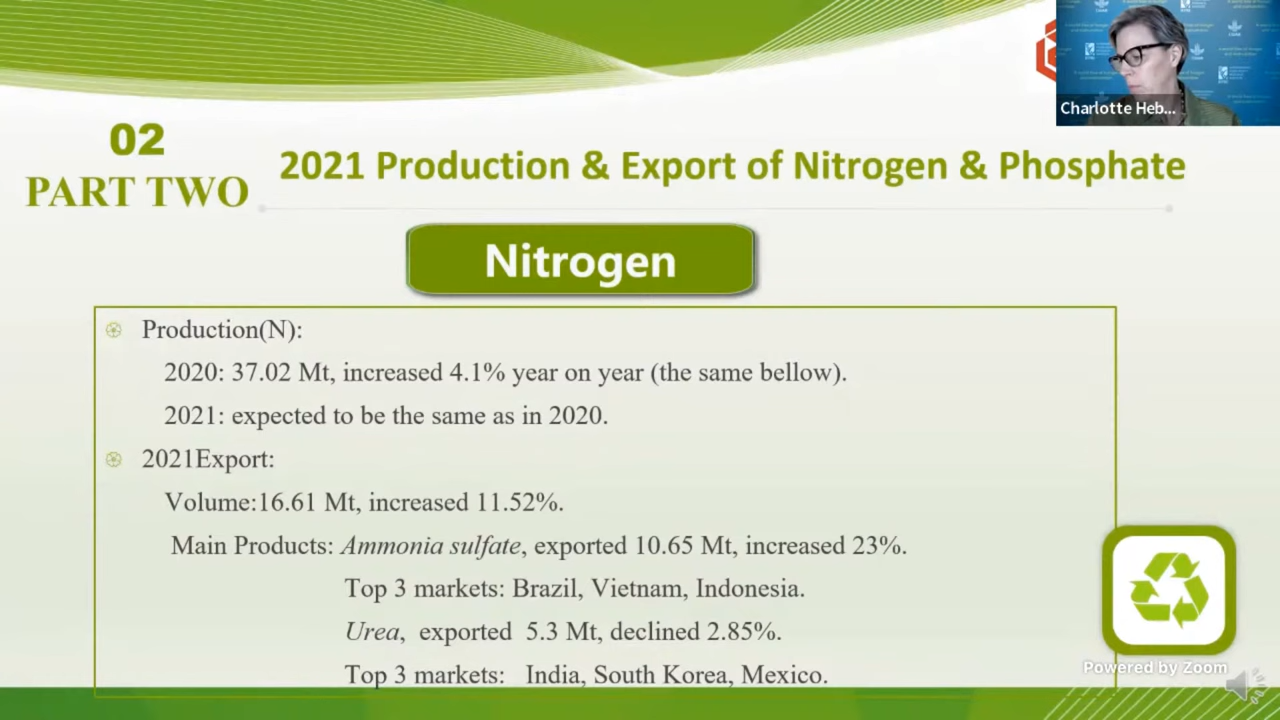 Charlotte Heb...
02
PART TWO
2021 Production & Export of Nitrogen & Phosphate
Nitrogen
Production(N):
2020: 37.02 Mt, increased 4.1% year on year (the same bellow).
2021: expected to be the same as in 2020.
2021Export:
Volume:16.61 Mt, increased 11.52%.
Main Products: Ammonia sulfate, exported 10.65 Mt, increased 23%.
Top 3 markets: Brazil, Vietnam, Indonesia.
Urea, exported 5.3 Mt, declined 2.85%.
Top 3 markets: India, South Korea, Mexico.
Powered by Zoom